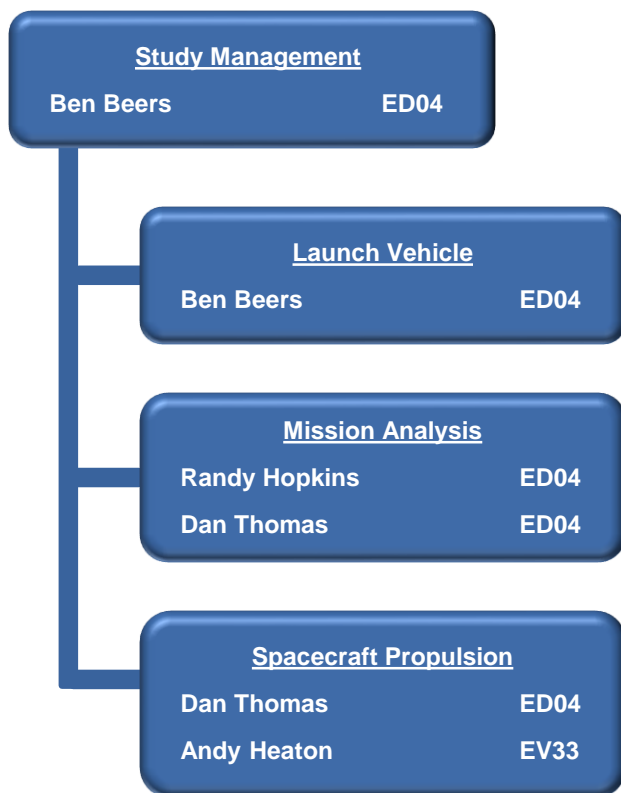 Study Management
Ben Beers ED04
Launch Vehicle
Ben Beers ED04
Mission Analysis
Randy Hopkins ED04
Dan Thomas ED04
Spacecraft Propulsion
Dan Thomas ED04
Andy Heaton EV33